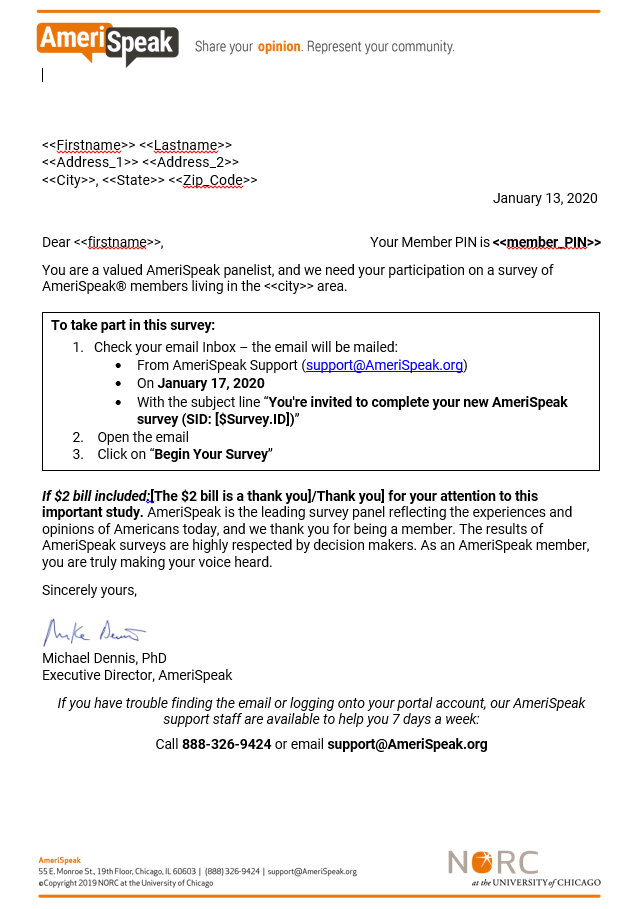 AmeriSpeak Share your opinion. Represent your community.
<<Firstname>> <<Lastname>>
<<Address_1>> <<Address_2>>
<<City>>, <<State>> <<Zip_Code>>
January 13, 2020
Dear <<firstname>>, Your Member PIN is <<member_PIN>>
You are a valued AmeriSpeak panelist, and we need your participation on a survey of
AmeriSpeak® members living in the <<city>> area.
To take part in this survey:
1. Check your email Inbox – the email will be mailed:
• From AmeriSpeak Support (support@AmeriSpeak.org)
• On January 17, 2020
• With the subject line “You're invited to complete your new AmeriSpeak
survey (SID: [$Survey.ID])”
2. Open the email
3. Click on “Begin Your Survey”
If $2 bill included:[The $2 bill is a thank you]/Thank you] for your attention to this
important study. AmeriSpeak is the leading survey panel reflecting the experiences and
opinions of Americans today, and we thank you for being a member. The results of
AmeriSpeak surveys are highly respected by decision makers. As an AmeriSpeak member,
you are truly making your voice heard.
Sincerely yours,
Mike Dennis
Michael Dennis, PhD
Executive Director, AmeriSpeak
If you have trouble finding the email or logging onto your portal account, our AmeriSpeak
support staff are available to help you 7 days a week:
Call 888-326-9424 or email support@AmeriSpeak.org
AmeriSpeak
55 E. Monroe St., 19th Floor, Chicago, IL 60603 | (888) 326-9424 | support@AmeriSpeak.org
©Copyright 2019 NORC at the University of Chicago
NORC
at the UNIVERSITY of CHICAGO